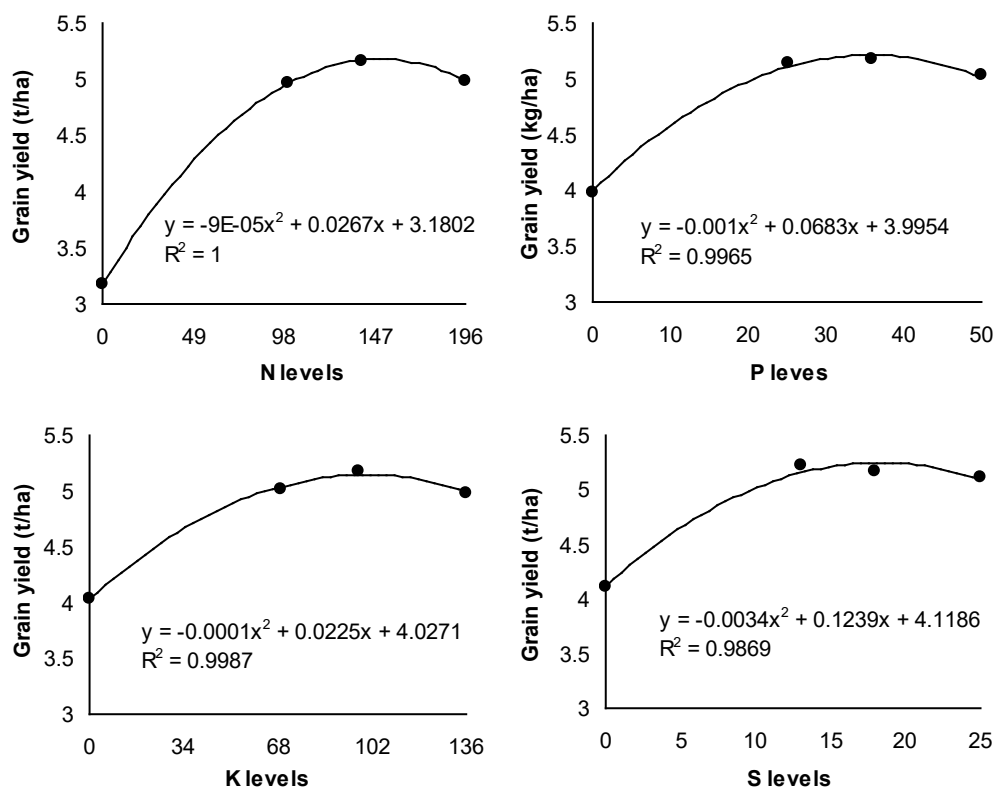 Grain yield (t/ha)
5.5
5
4.5
4
3.5
3
y = -9E-05x² + 0.0267x + 3.1802
R² = 1
0 49 98 147 196
N levels
Grain yield (kg/ha)
5.5
5
4.5
4
3.5
3
y = -0.001x² + 0.0683x + 3.9954
R² = 0.9965
0 10 20 30 40 50
P leves
Grain yield (t/ha)
5.5
5
4.5
4
3.5
3
y = -0.0001x² + 0.0225x + 4.0271
R² = 0.9987
0 34 68 102 136
K levels
Grain yield (t/ha)
5.5
5
4.5
4
3.5
3
y = -0.0034x² + 0.1239x + 4.1186
R² = 0.9869
0 5 10 15 20 25
S levels